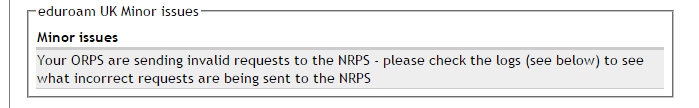 eduroam UK Minor issues
Minor issues
Your ORPS are sending invalid requests to the NRPS - please check the logs (see below) to see
what incorrect requests are being sent to the NRPS